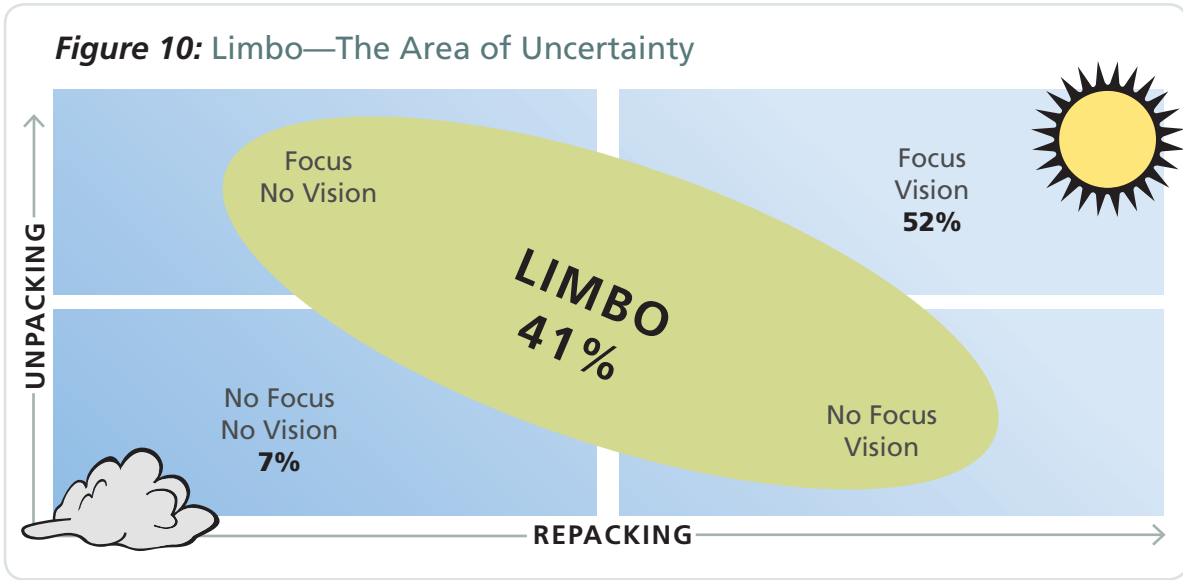 Figure 10: Limbo—The Area of Uncertainty
UNPACKING
Focus
No Vision
Focus
Vision
52%
LIMBO
41%
No Focus
No Vision
7%
No Focus
Vision
REPACKING